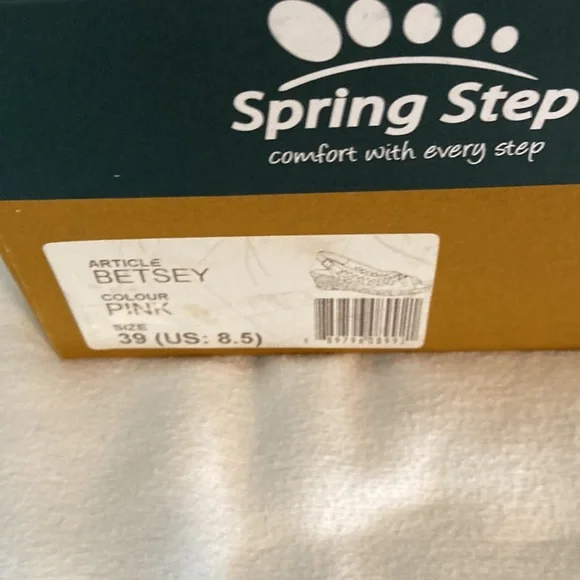 Spring Step
comfort with every step
ARTICLE
BETSEY
COLOUR
PINK
SIZE
39 (US: 8.5)